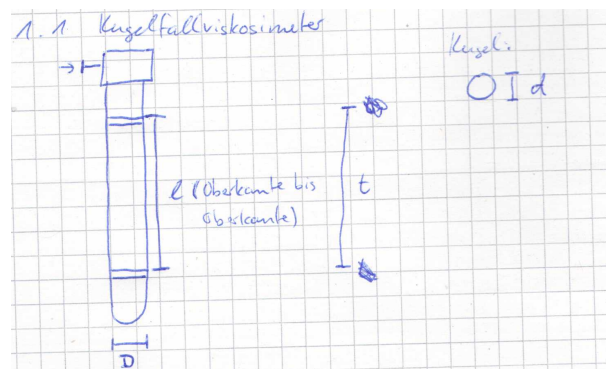 1.1 Kugelfallviskosimeter
Kugel:
d
l (Oberkante bis
Oberkante)
t
D